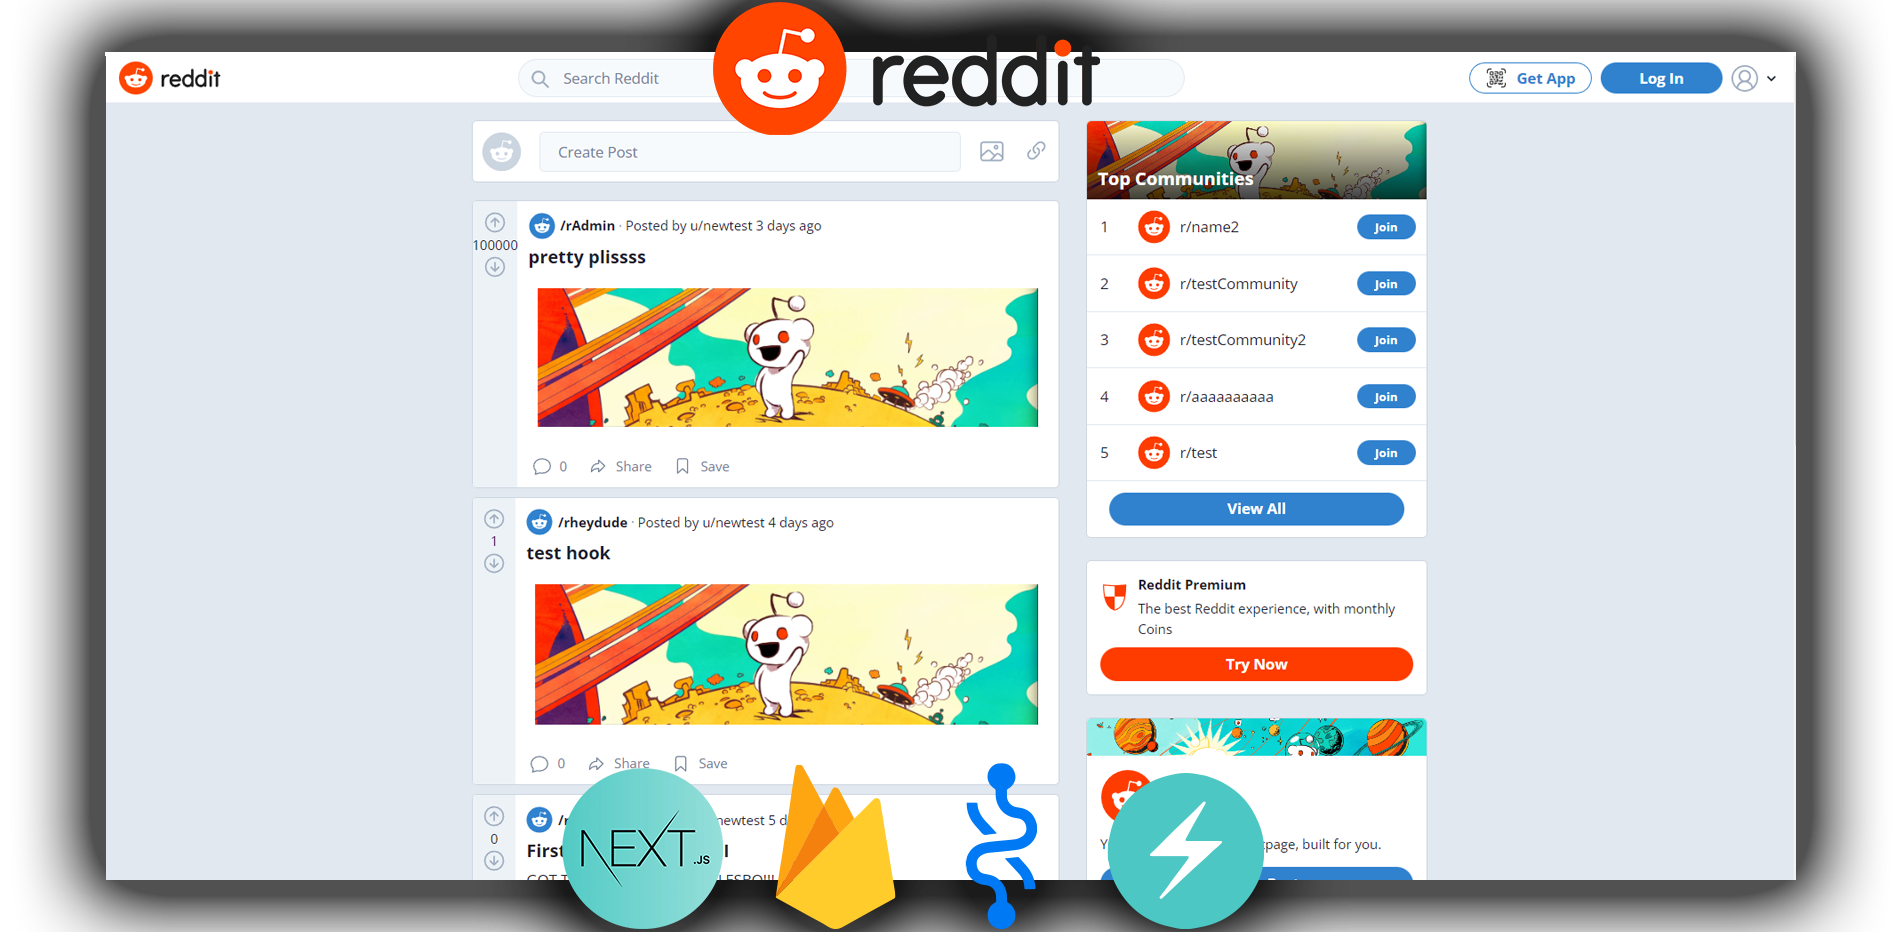 reddit
Search Reddit
reddit
Get App
Log In
Create Post
/rAdmin · Posted by u/newtest 3 days ago
100000
pretty plissss
0 Share Save
/rheydude · Posted by u/newtest 4 days ago
1
test hook
0 Share Save
newtest 5 d
0
First
GOT
Top Communities
1 r/name2 Join
2 r/testCommunity Join
3 r/testCommunity2 Join
4 r/aaaaaaaaaa Join
5 r/test Join
View All
Reddit Premium
The best Reddit experience, with monthly
Coins
Try Now
page, built for you.
NEXT.JS